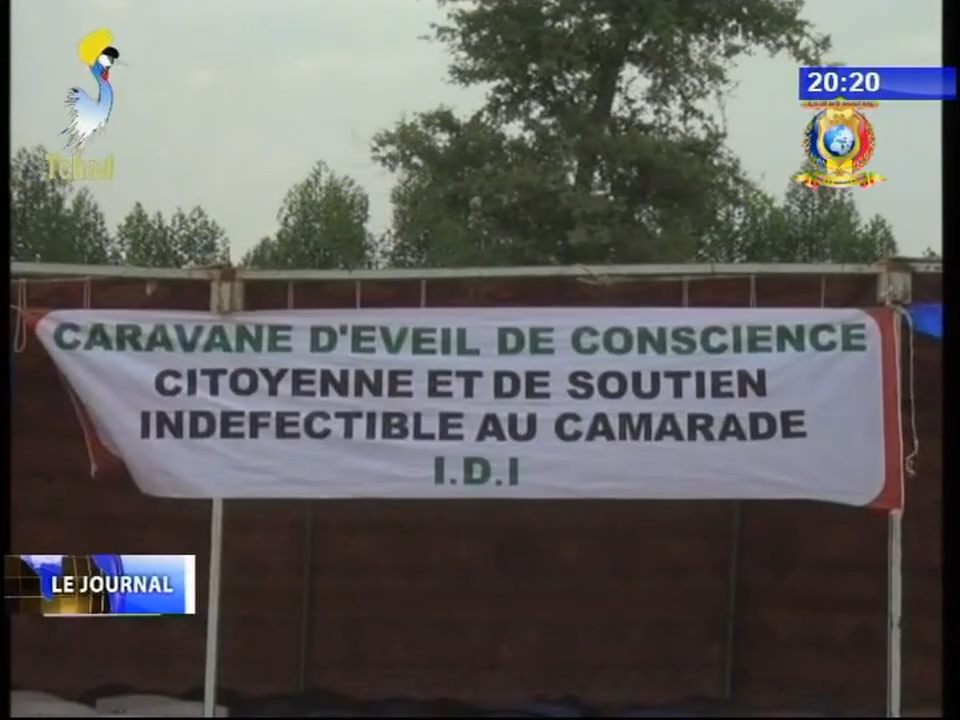 20:20
Tchad
CARAVANE D'EVEIL DE CONSCIENCE
CITOYENNE ET DE SOUTIEN
INDEFECTIBLE AU CAMARADE
I.D.I
LE JOURNAL